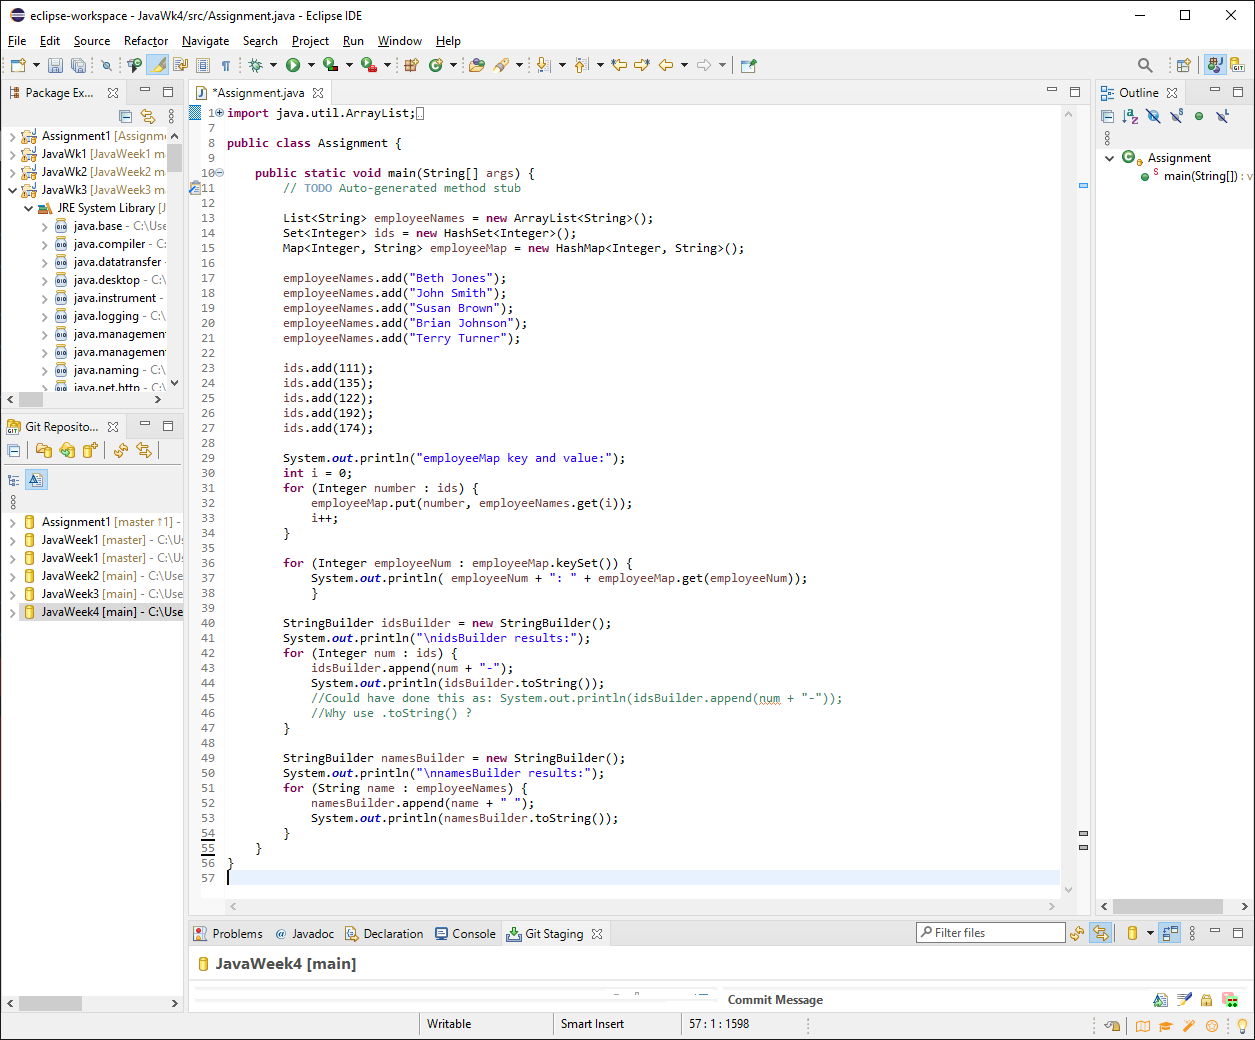 eclipse-workspace - JavaWk4/src/Assignment.java - Eclipse IDE
File Edit Source Refactor Navigate Search Project Run Window Help
Package Ex...
Assignment1 [Assignm
JavaWk1 [JavaWeek1 m
JavaWk2 [JavaWeek2 m
JavaWk3 [JavaWeek3 m
JRE System Library [J
java.base - C:\Use
java.compiler - C:
java.datatransfer
java.desktop - C:\
java.instrument -
java.logging - C:\
java.managemen
java.managemen
java.naming - C:\
java.net.http - C:\
Git Reposito...
Assignment1 [master ↑1] -
JavaWeek1 [master] - C:\U
JavaWeek1 [master] - C:\U
JavaWeek2 [main] - C:\Use
JavaWeek3 [main] - C:\Use
JavaWeek4 [main] - C:\Use
*Assignment.java
1 import java.util.ArrayList;
7
8 public class Assignment {
9
10 public static void main(String[] args) {
11 // TODO Auto-generated method stub
12
13 List<String> employeeNames = new ArrayList<String>();
14 Set<Integer> ids = new HashSet<Integer>();
15 Map<Integer, String> employeeMap = new HashMap<Integer, String>();
16
17 employeeNames.add("Beth Jones");
18 employeeNames.add("John Smith");
19 employeeNames.add("Susan Brown");
20 employeeNames.add("Brian Johnson");
21 employeeNames.add("Terry Turner");
22
23 ids.add(111);
24 ids.add(135);
25 ids.add(122);
26 ids.add(192);
27 ids.add(174);
28
29 System.out.println("employeeMap key and value:");
30 int i = 0;
31 for (Integer number : ids) {
32 employeeMap.put(number, employeeNames.get(i));
33 i++;
34 }
35
36 for (Integer employeeNum : employeeMap.keySet()) {
37 System.out.println( employeeNum + ": " + employeeMap.get(employeeNum));
38 }
39
40 StringBuilder idsBuilder = new StringBuilder();
41 System.out.println("\nidsBuilder results:");
42 for (Integer num : ids) {
43 idsBuilder.append(num + "-");
44 System.out.println(idsBuilder.toString());
45 //Could have done this as: System.out.println(idsBuilder.append(num + "-"));
46 //Why use .toString() ?
47 }
48
49 StringBuilder namesBuilder = new StringBuilder();
50 System.out.println("\nnamesBuilder results:");
51 for (String name : employeeNames) {
52 namesBuilder.append(name + " ");
53 System.out.println(namesBuilder.toString());
54 }
55 }
56 }
57
Outline
Assignment
main(String[]) : v
Problems @ Javadoc Declaration Console Git Staging
Filter files
JavaWeek4 [main]
Commit Message
Writable Smart Insert 57 : 1 : 1598